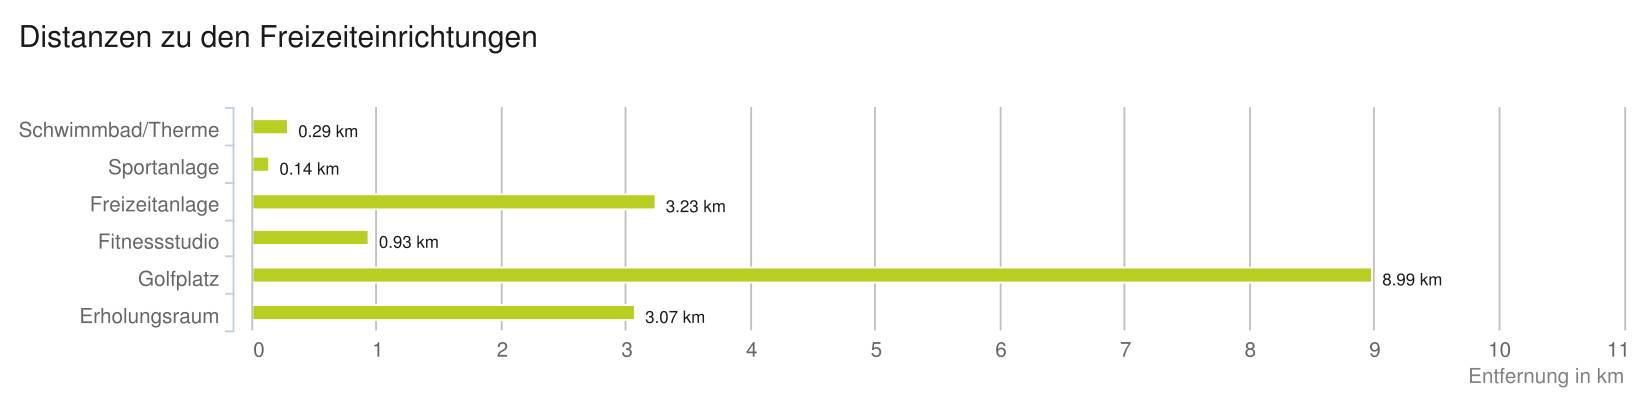 Distanzen zu den Freizeiteinrichtungen
Schwimmbad/Therme 0.29 km
Sportanlage 0.14 km
Freizeitanlage 3.23 km
Fitnessstudio 0.93 km
Golfplatz 8.99 km
Erholungsraum 3.07 km
0 1 2 3 4 5 6 7 8 9 10 11
Entfernung in km